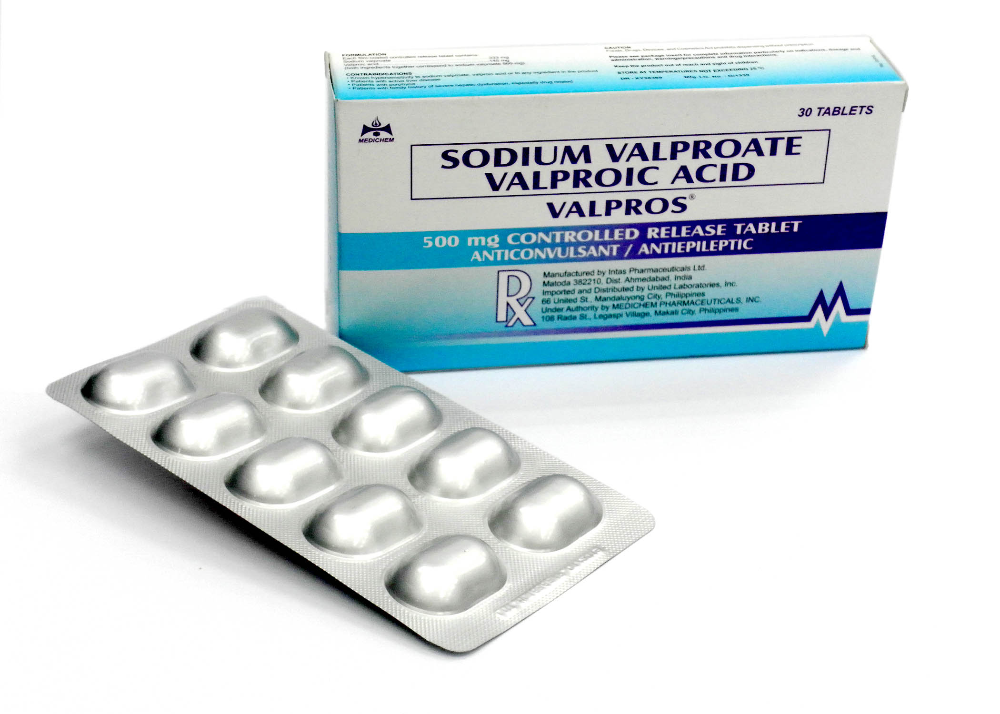 FORMULATION
Each film-coated controlled release tablet contains:
Sodium valproate ........................ 333 mg
Valproic acid ........................ 145 mg
(both ingredients together correspond to sodium valproate 500 mg)
CONTRAINDICATIONS
• Known hypersensitivity to sodium valproate, valproic acid or to any ingredient in the product
• Patients with active liver disease
• Patients with porphyria
• Patients with family history of severe hepatic dysfunction, especially drug related
CAUTION
Foods, Drugs, Devices, and Cosmetics Act prohibits dispensing without prescription
Please see package insert for complete information particularly on indications, dosage and
administration, warnings/precautions and drug interactions.
Keep the product out of reach and sight of children
STORE AT TEMPERATURES NOT EXCEEDING 25 °C
DR - XY38389 Mfg. Lic. No. : G/1339
30 TABLETS
MEDICHEM
SODIUM VALPROATE
VALPROIC ACID
VALPROS®
500 mg CONTROLLED RELEASE TABLET
ANTICONVULSANT / ANTIEPILEPTIC
Rx
Manufactured by Intas Pharmaceuticals Ltd.
Matoda 382210, Dist. Ahmedabad, India
Imported and Distributed by United Laboratories, Inc.
66 United St., Mandaluyong City, Philippines
Under Authority by MEDICHEM PHARMACEUTICALS, INC.
108 Rada St., Legaspi Village, Makati City, Philippines